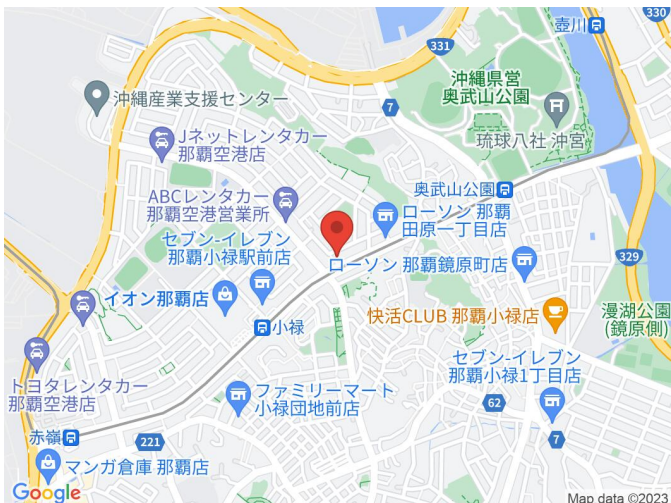 330
壺川
331
沖縄県営
奥武山公園
沖縄産業支援センター
7
琉球八社 沖宮
Jネットレンタカー
那覇空港店
奥武山公園
ABCレンタカー
那覇空港営業所
ローソン 那覇
田原一丁目店
セブン-イレブン
那覇小禄駅前店
ローソン 那覇鏡原町店
329
イオン那覇店
快活CLUB 那覇小禄店
漫湖公園
(鏡原側)
小禄
セブン-イレブン
那覇小禄1丁目店
トヨタレンタカー
那覇空港店
ファミリーマート
小禄団地前店
62
赤嶺
221
7
マンガ倉庫 那覇店
Google
Map data ©2023